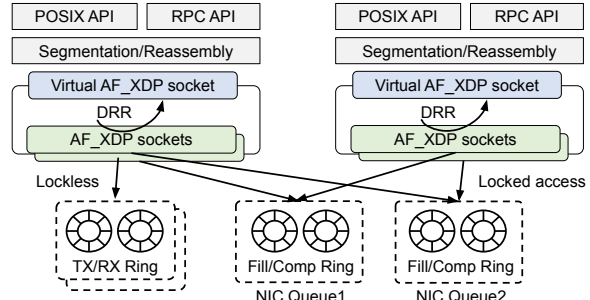 POSIX API RPC API POSIX API RPC API
Segmentation/Reassembly Segmentation/Reassembly
Virtual AF_XDP socket Virtual AF_XDP socket
DRR DRR
AF_XDP sockets AF_XDP sockets
Lockless Locked access
TX/RX Ring Fill/Comp Ring Fill/Comp Ring
NIC Queue1 NIC Queue2